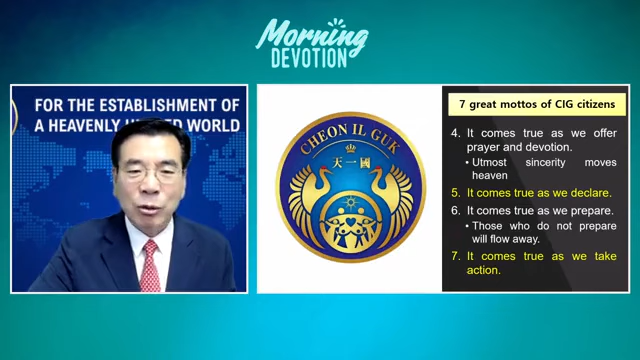 Morning
DEVOTION
FOR THE ESTABLISHMENT OF
A HEAVENLY UNITED WORLD
CHEON IL GUK
天一國
7 great mottos of CIG citizens
4. It comes true as we offer
prayer and devotion.
• Utmost sincerity moves
heaven
5. It comes true as we declare.
6. It comes true as we prepare.
• Those who do not prepare
will flow away.
7. It comes true as we take
action.